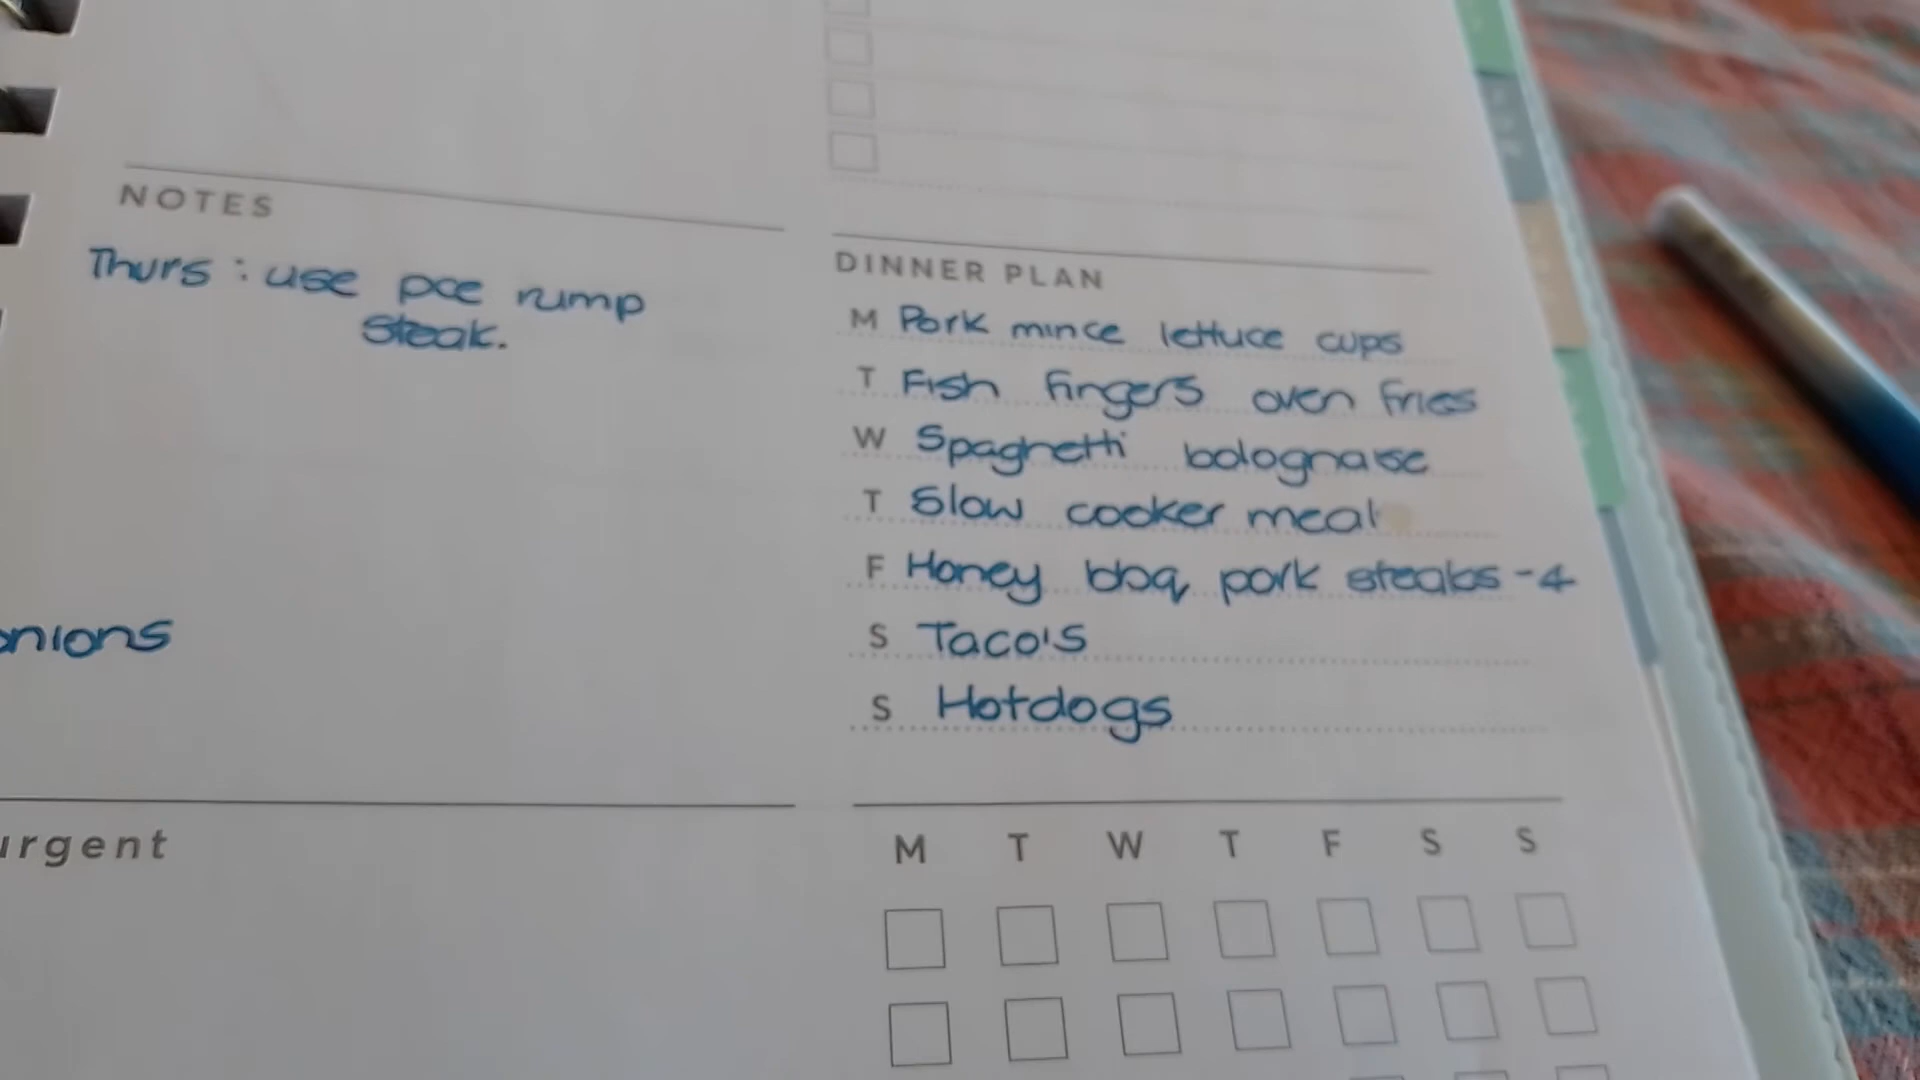 NOTES
Thurs : use pce rump
steak.
nions
urgent
DINNER PLAN
M Pork mince lettuce cups
T Fish fingers oven fries
W Spaghetti bolognaise
T Slow cooker meal
F Honey bbq pork steaks - 4
S Taco's
S Hotdogs
M T W T F S S